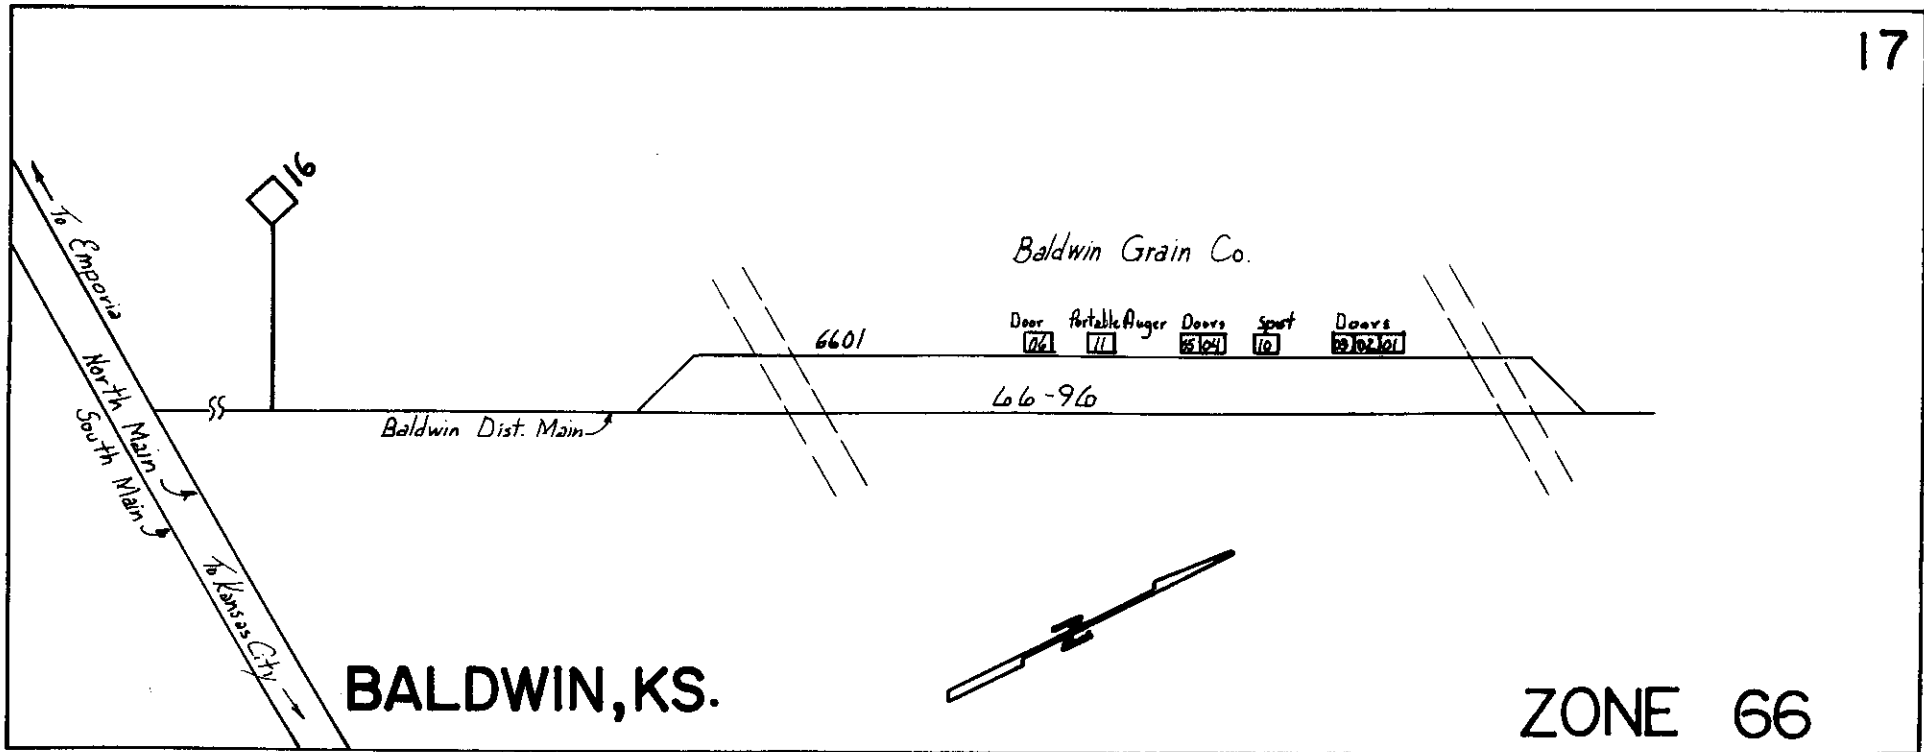 17
16
To Emporia
Baldwin Grain Co.
Door Portable Auger Doors Spot Doors
6601 06 11 05 04 10 03 02 01
66-96
North Main
South Main
Baldwin Dist. Main
To Kansas City
N
BALDWIN, KS.
ZONE 66